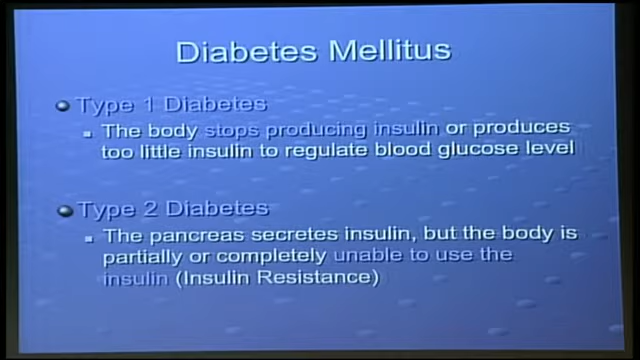 Diabetes Mellitus
Type 1 Diabetes
The body stops producing insulin or produces
too little insulin to regulate blood glucose level
Type 2 Diabetes
The pancreas secretes insulin, but the body is
partially or completely unable to use the
insulin (Insulin Resistance)